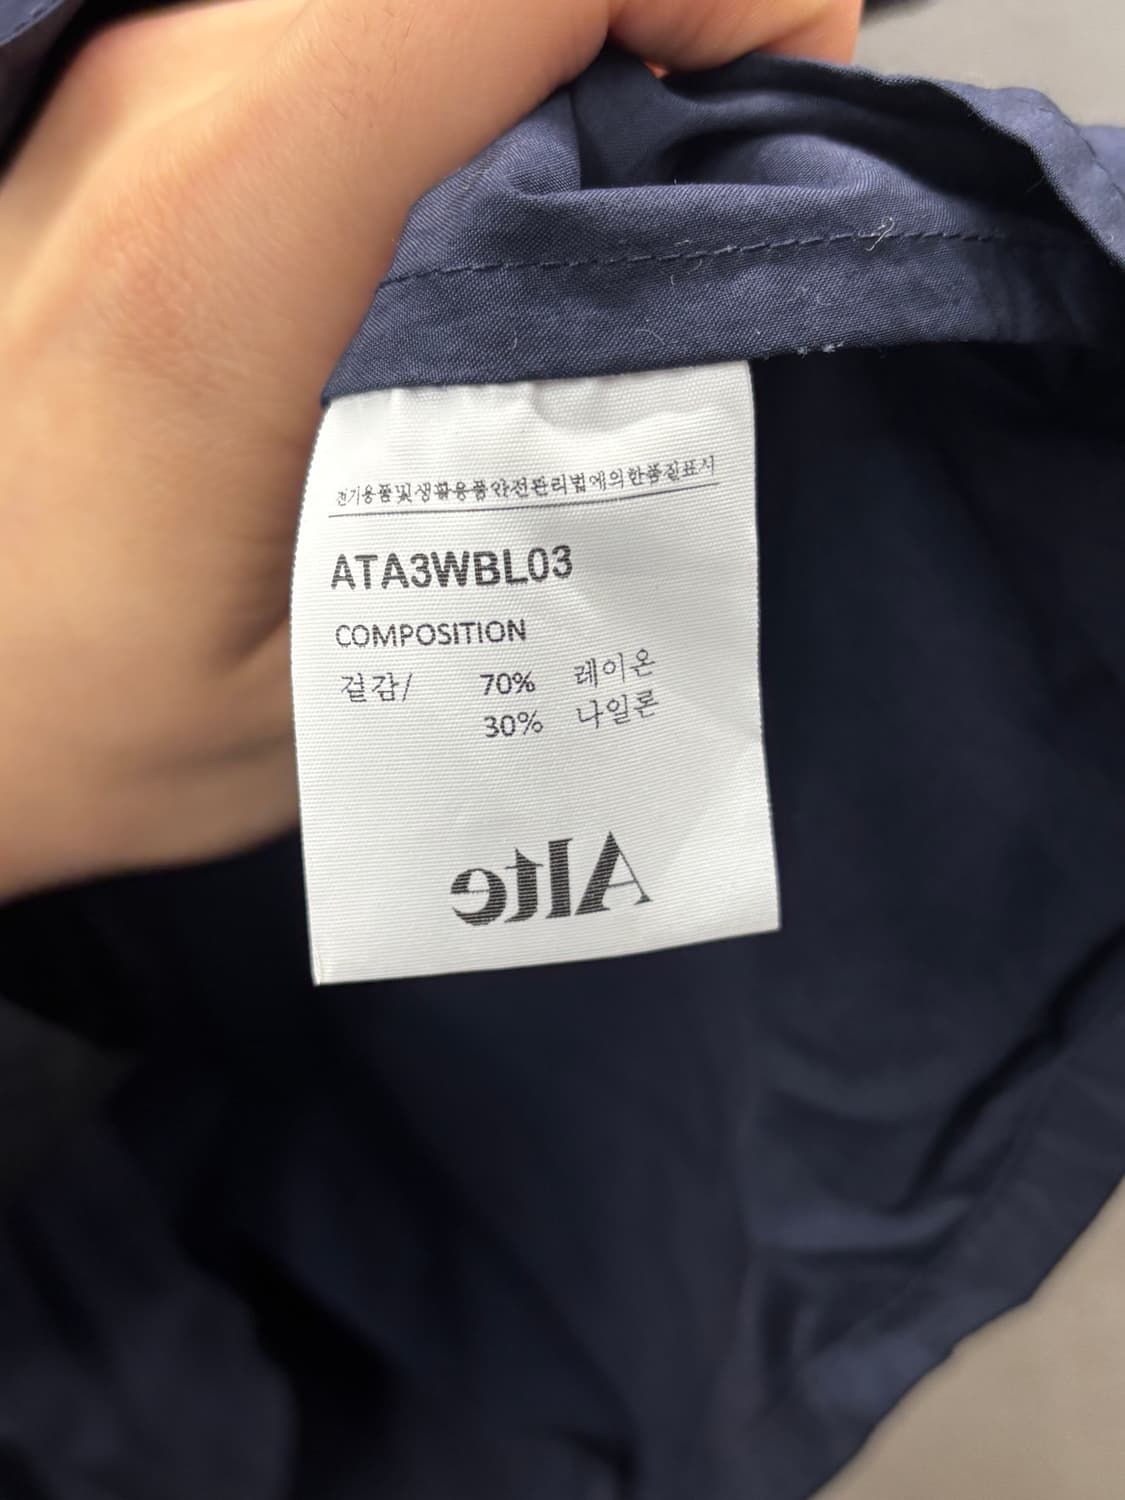 전기용품및생활용품안전관리법에의한품질표시
ATA3WBL03
COMPOSITION
겉감/ 70% 레이온
30% 나일론
Alte